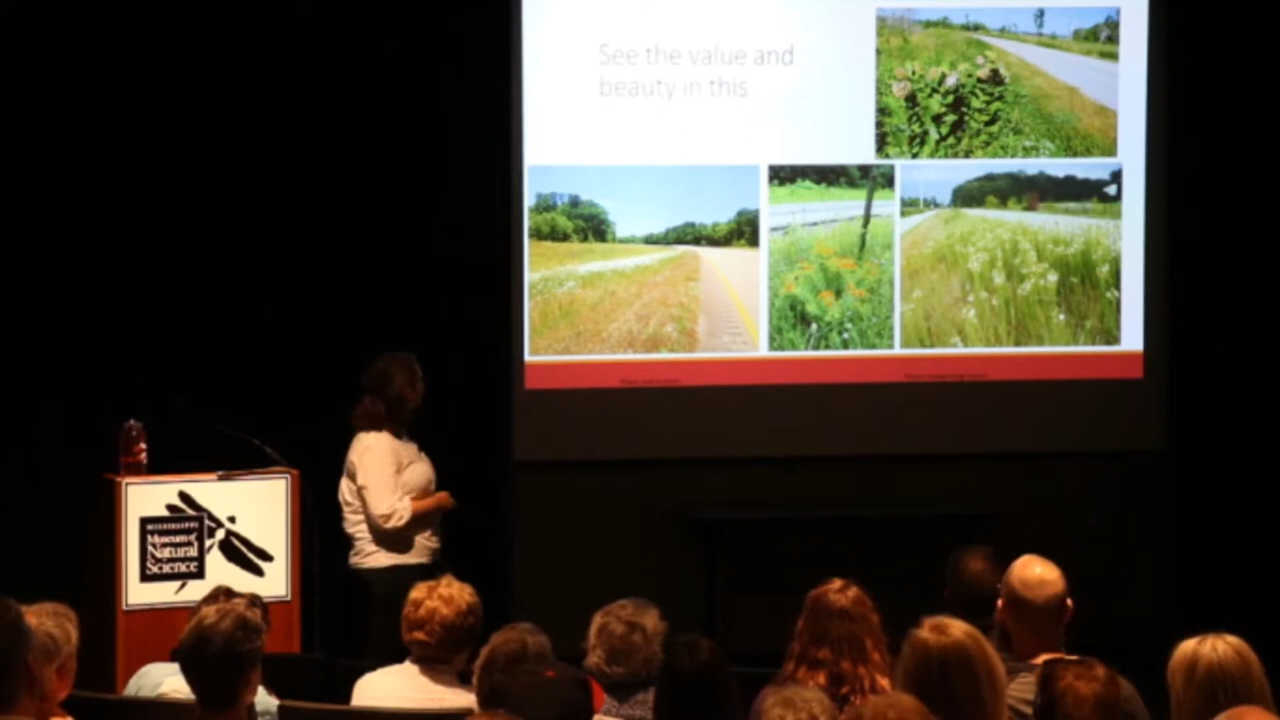 See the value and
beauty in this
MISSISSIPPI
Museum of
Natural
Science